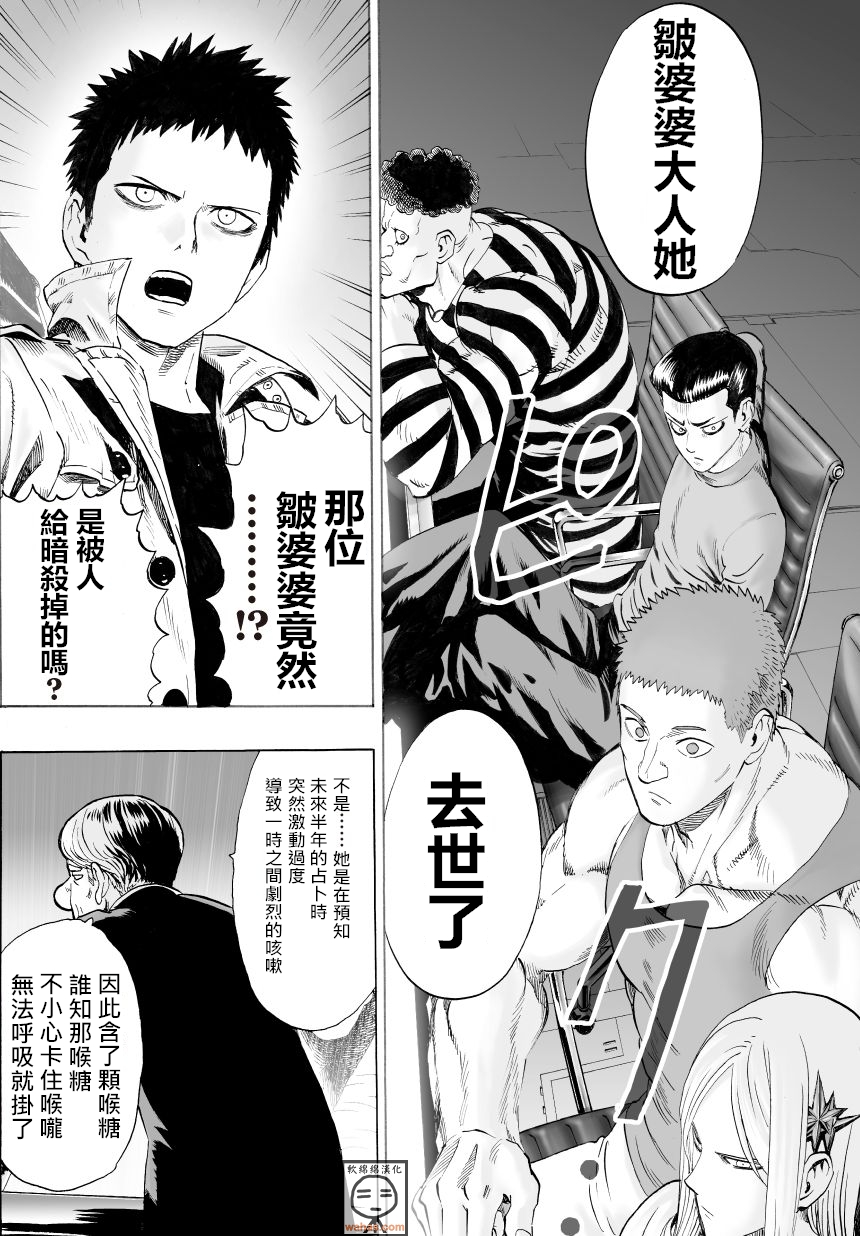 皺婆婆大人她
ピク
去世了
那位
皺婆婆竟然
………!?
是被人
給暗殺掉的嗎?
不是……她是在預知
未來半年的占卜時
突然激動過度
導致一時之間劇烈的咳嗽
因此含了顆喉糖
誰知那喉糖
不小心卡住喉嚨
無法呼吸就掛了
軟綿綿漢化